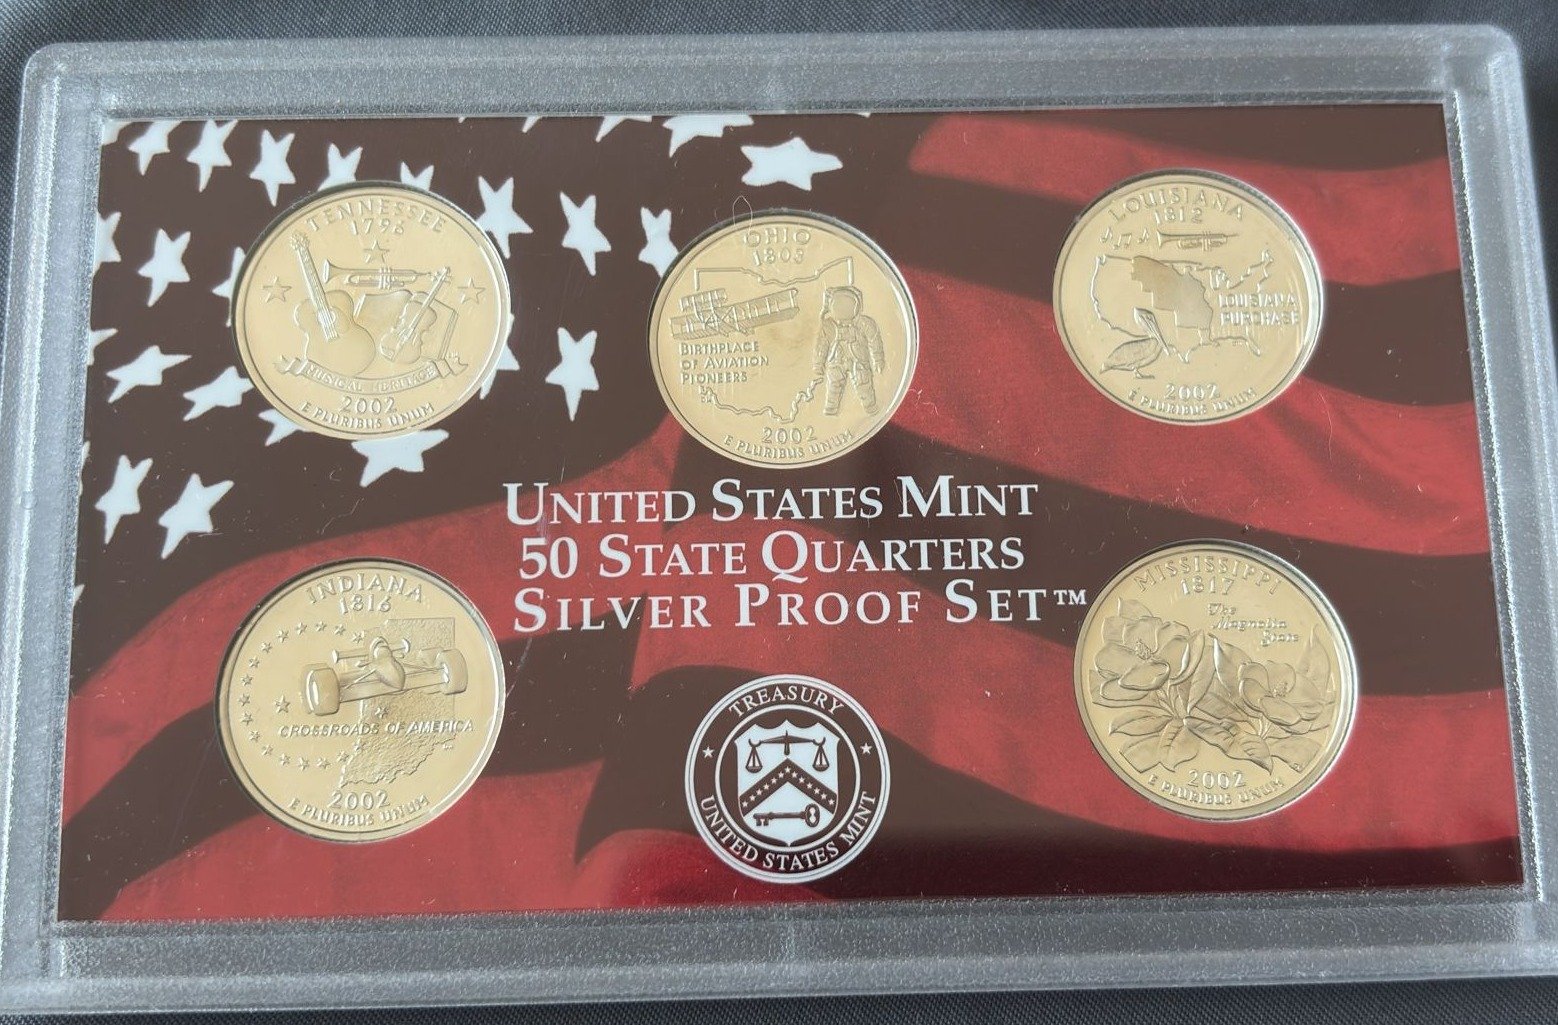 TENNESSEE
1796
MUSICAL HERITAGE
2002
E PLURIBUS UNUM
OHIO
1803
BIRTHPLACE
OF AVIATION
PIONEERS
2002
E PLURIBUS UNUM
LOUISIANA
1812
LOUISIANA
PURCHASE
2002
E PLURIBUS UNUM
UNITED STATES MINT
50 STATE QUARTERS
SILVER PROOF SET™
INDIANA
1816
CROSSROADS OF AMERICA
2002
E PLURIBUS UNUM
TREASURY
UNITED STATES MINT
MISSISSIPPI
1817
The
Magnolia
State
2002
E PLURIBUS UNUM